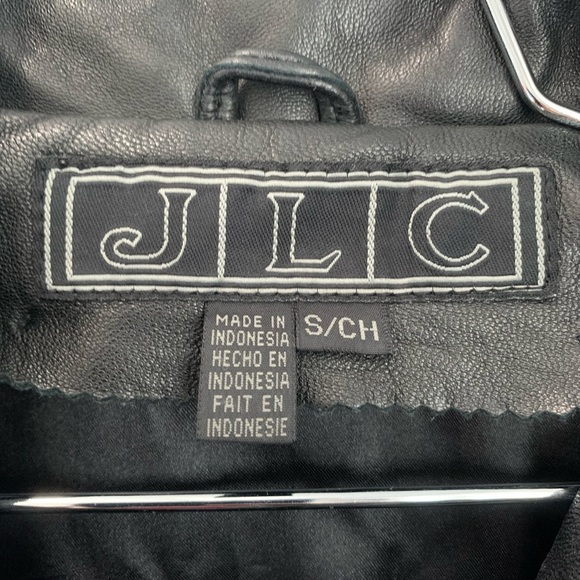 JLC
S/CH
MADE IN
INDONESIA
HECHO EN
INDONESIA
FAIT EN
INDONESIE